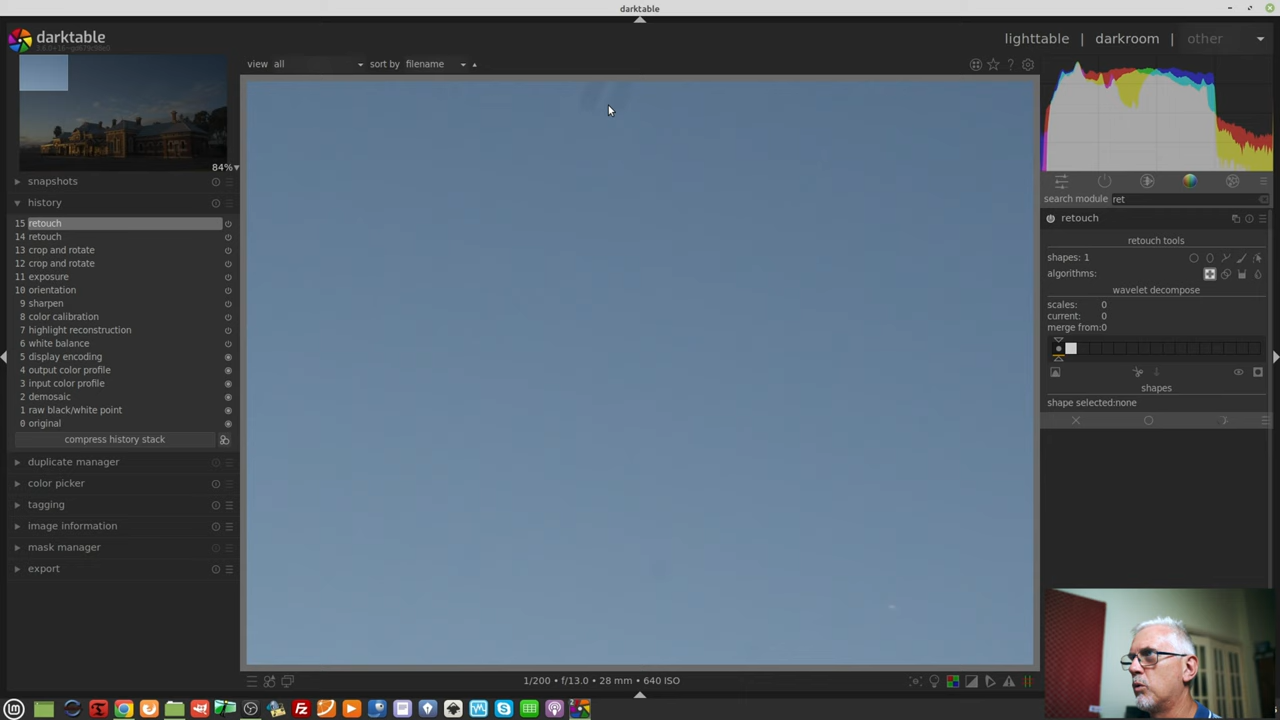 darktable
darktable
lighttable | darkroom | other
view all sort by filename
84%
snapshots
history
15 retouch
14 retouch
13 crop and rotate
12 crop and rotate
11 exposure
10 orientation
9 sharpen
8 color calibration
7 highlight reconstruction
6 white balance
5 display encoding
4 output color profile
3 input color profile
2 demosaic
1 raw black/white point
0 original
compress history stack
duplicate manager
color picker
tagging
image information
mask manager
export
1/200 • f/13.0 • 28 mm • 640 ISO
search module ret
retouch
retouch tools
shapes: 1
algorithms:
wavelet decompose
scales: 0
current: 0
merge from:0
shapes
shape selected:none